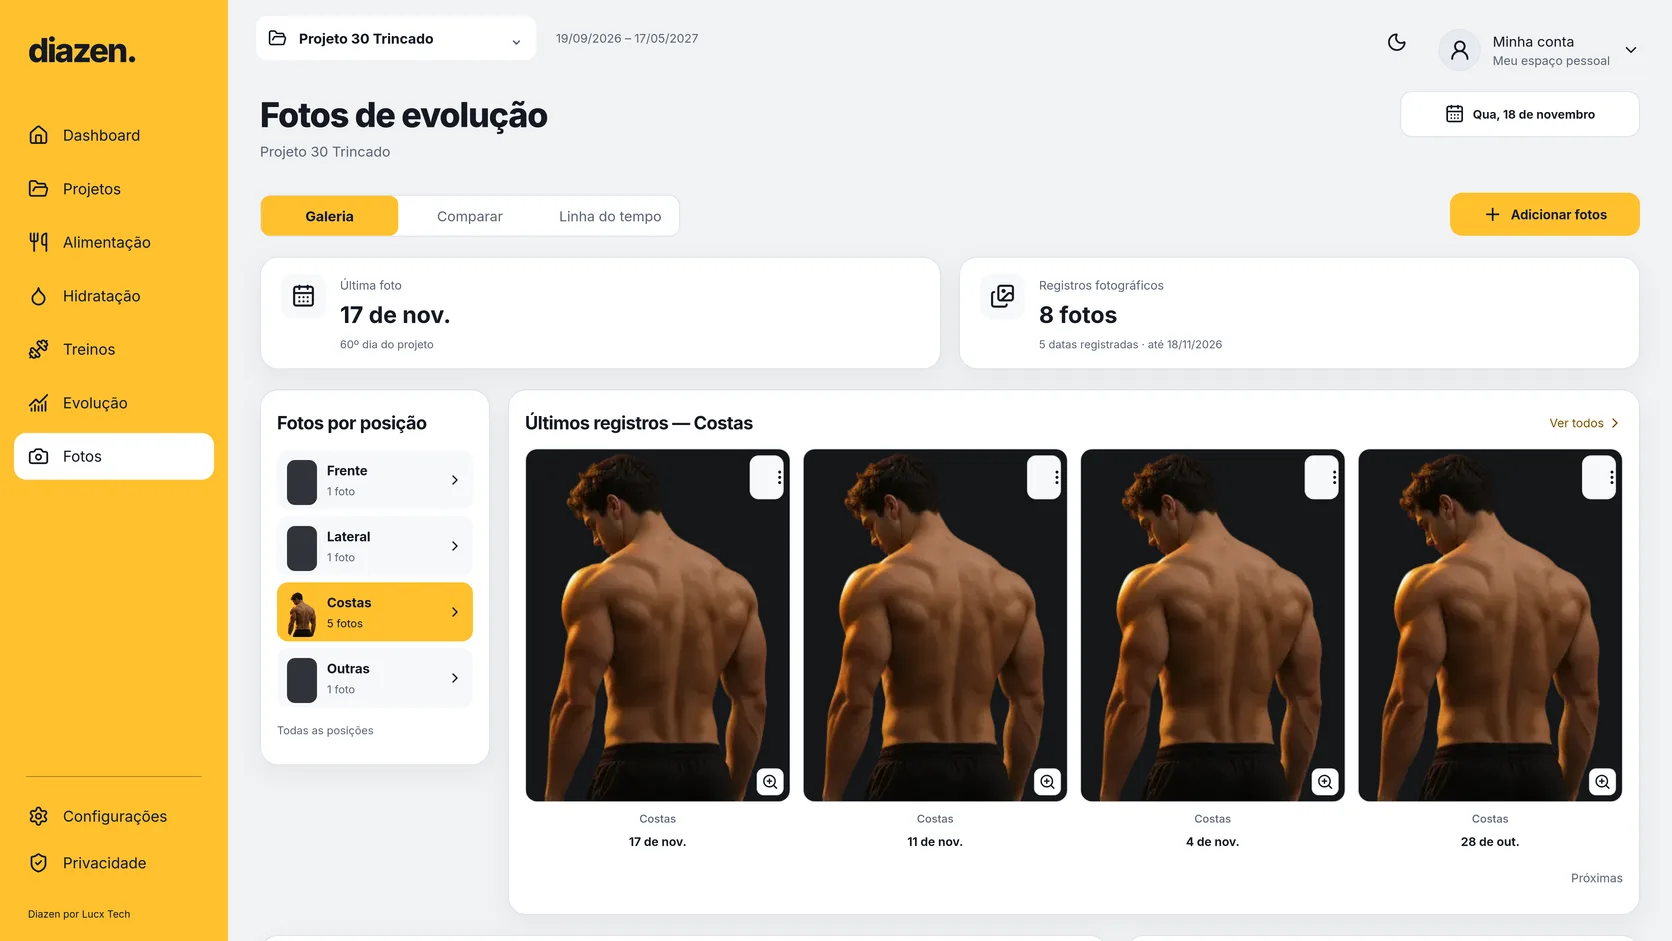 diazen.
Dashboard
Projetos
Alimentação
Hidratação
Treinos
Evolução
Fotos
Configurações
Privacidade
Diazen por Lucx Tech
Projeto 30 Trincado
19/09/2026 – 17/05/2027
Minha conta
Meu espaço pessoal
Fotos de evolução
Projeto 30 Trincado
Qua, 18 de novembro
Galeria
Comparar
Linha do tempo
Adicionar fotos
Última foto
17 de nov.
60º dia do projeto
Registros fotográficos
8 fotos
5 datas registradas · até 18/11/2026
Fotos por posição
Frente
1 foto
Lateral
1 foto
Costas
5 fotos
Outras
1 foto
Todas as posições
Últimos registros — Costas
Ver todos
Costas
17 de nov.
Costas
11 de nov.
Costas
4 de nov.
Costas
28 de out.
Próximas